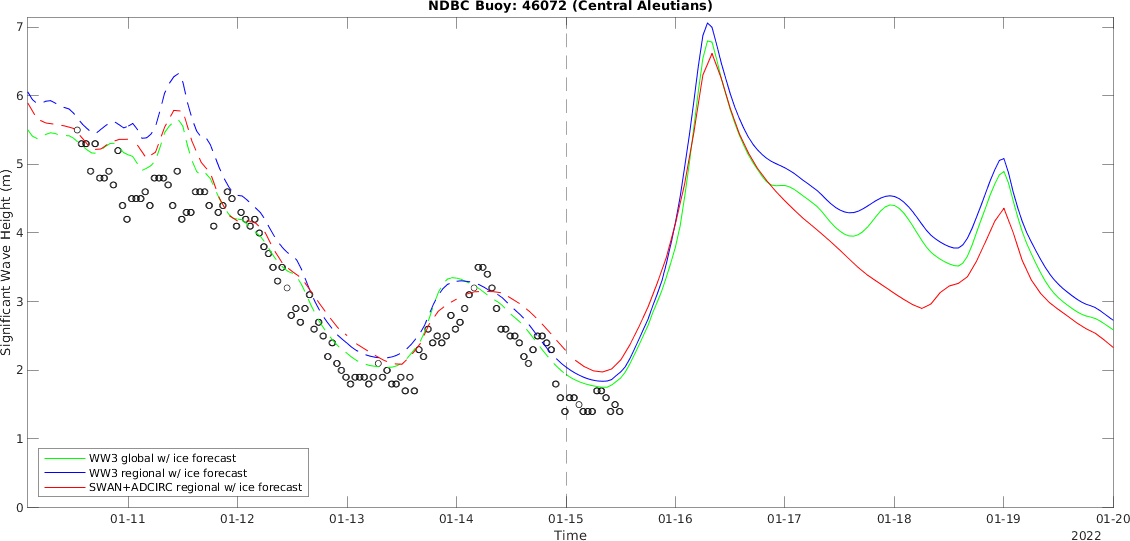 NDBC Buoy: 46072 (Central Aleutians)
7
6
5
4
3
2
1
0
Significant Wave Height (m)
WW3 global w/ ice forecast
WW3 regional w/ ice forecast
SWAN+ADCIRC regional w/ ice forecast
01-11 01-12 01-13 01-14 01-15 01-16 01-17 01-18 01-19 01-20
Time
2022